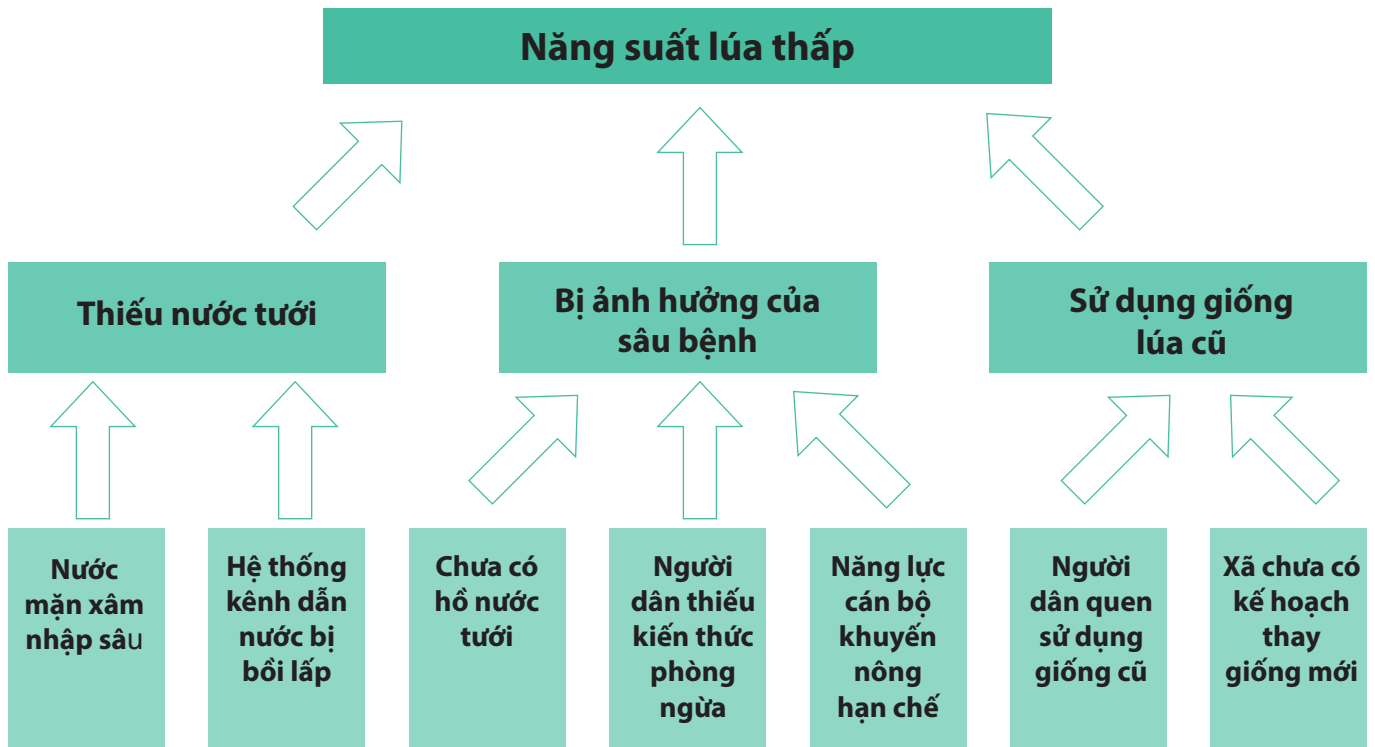 Năng suất lúa thấp
Thiếu nước tưới
Bị ảnh hưởng của
sâu bệnh
Sử dụng giống
lúa cũ
Nước
mặn xâm
nhập sâu
Hệ thống
kênh dẫn
nước bị
bồi lấp
Chưa có
hồ nước
tưới
Người
dân thiếu
kiến thức
phòng
ngừa
Năng lực
cán bộ
khuyến
nông
hạn chế
Người
dân quen
sử dụng
giống cũ
Xã chưa có
kế hoạch
thay
giống mới